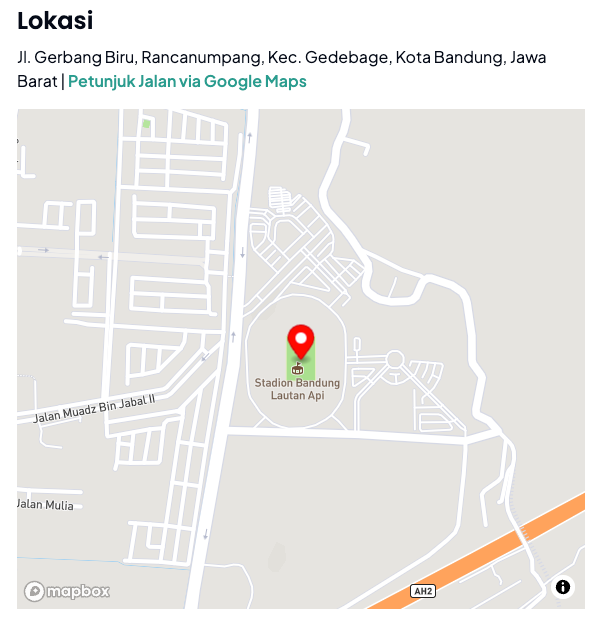 Lokasi
Jl. Gerbang Biru, Rancanumpang, Kec. Gedebage, Kota Bandung, Jawa
Barat | Petunjuk Jalan via Google Maps
Stadion Bandung
Lautan Api
Jalan Muadz Bin Jabal II
Jalan Mulia
AH2
mapbox